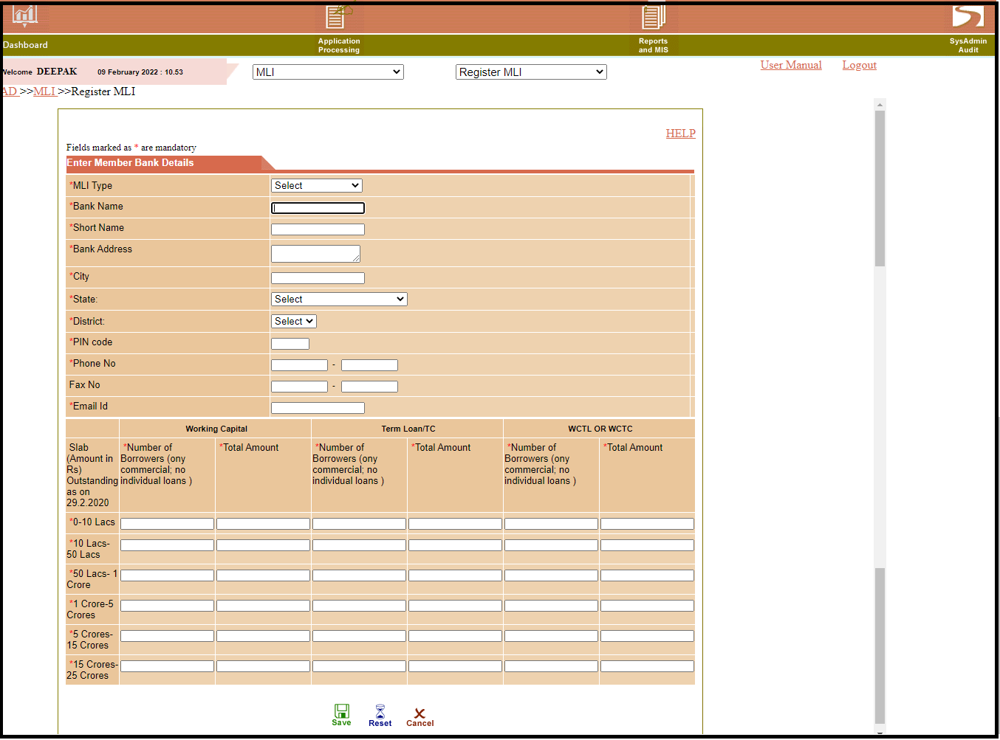 Dashboard
Application
Processing
Reports
and MIS
SysAdmin
Audit
Welcome DEEPAK 09 February 2022 : 10.53
MLI
Register MLI
User Manual
Logout
AD >>MLI >>Register MLI
HELP
Fields marked as * are mandatory
Enter Member Bank Details
*MLI Type
Select
*Bank Name
*Short Name
*Bank Address
*City
*State:
Select
*District:
Select
*PIN code
*Phone No
-
Fax No
-
*Email Id
Working Capital
Term Loan/TC
WCTL OR WCTC
Slab
(Amount in
Rs)
Outstanding
as on
29.2.2020
*Number of
Borrowers (ony
commercial; no
individual loans )
*Total Amount
*Number of
Borrowers (ony
commercial; no
individual loans )
*Total Amount
*Number of
Borrowers (ony
commercial; no
individual loans )
*Total Amount
*0-10 Lacs
*10 Lacs-
50 Lacs
*50 Lacs- 1
Crore
*1 Crore-5
Crores
*5 Crores-
15 Crores
*15 Crores-
25 Crores
Save
Reset
Cancel